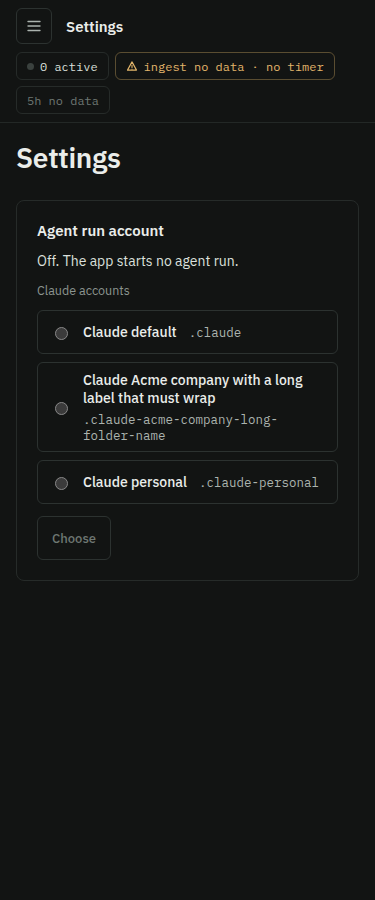 Settings
0 active
ingest no data · no timer
5h no data
Settings
Agent run account
Off. The app starts no agent run.
Claude accounts
Claude default .claude
Claude Acme company with a long
label that must wrap
.claude-acme-company-long-
folder-name
Claude personal .claude-personal
Choose